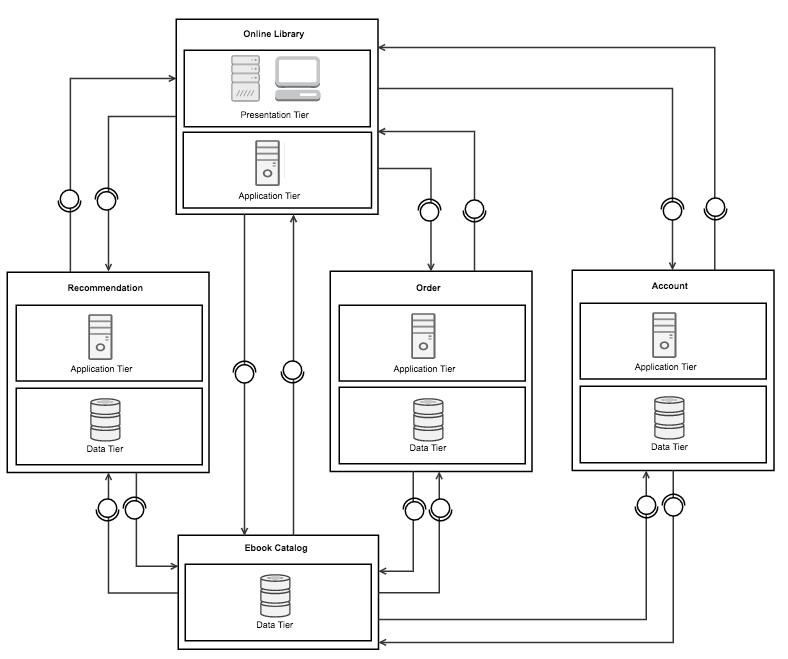 Online Library
Presentation Tier
Application Tier
Recommendation
Application Tier
Data Tier
Order
Application Tier
Data Tier
Account
Application Tier
Data Tier
Ebook Catalog
Data Tier